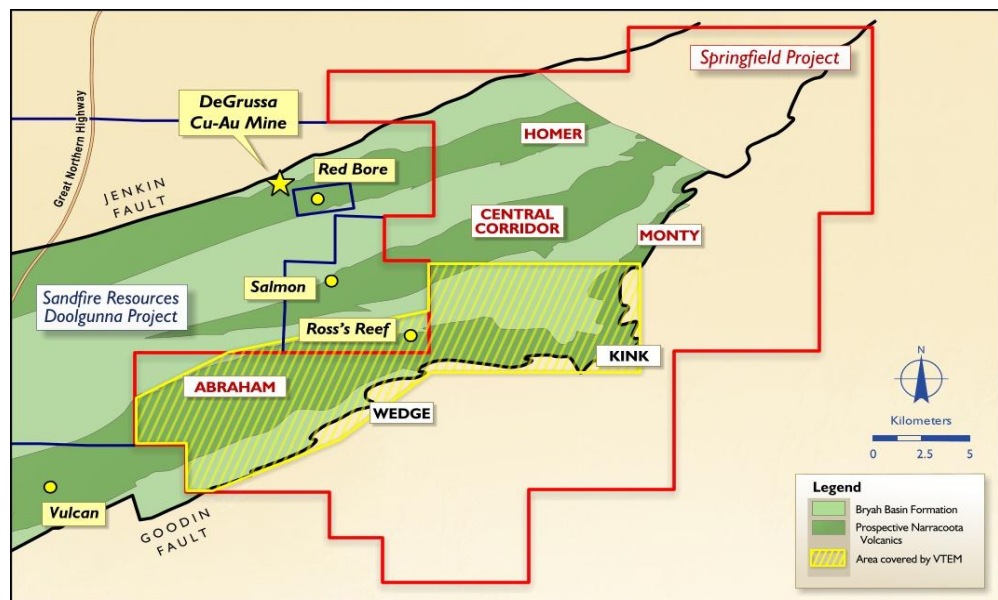 Springfield Project
DeGrussa
Cu-Au Mine
HOMER
Great Northern Highway
Red Bore
JENKIN
FAULT
CENTRAL
CORRIDOR
MONTY
Salmon
Sandfire Resources
Doolgunna Project
Ross's Reef
KINK
ABRAHAM
WEDGE
N
Kilometers
0 2.5 5
Vulcan
GOODIN
FAULT
Legend
Bryah Basin Formation
Prospective Narracoota
Volcanics
Area covered by VTEM